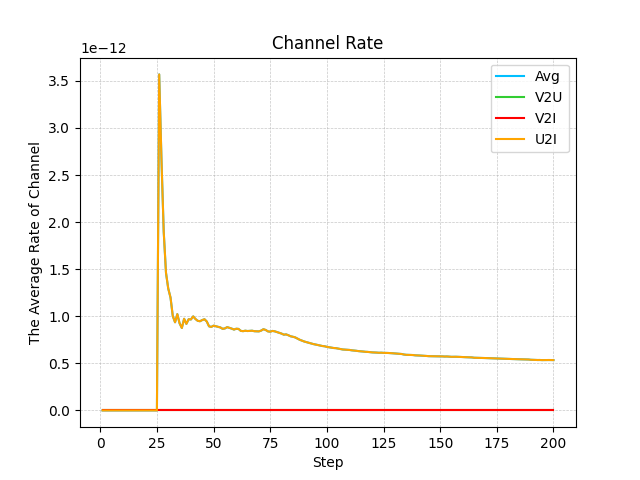 Channel Rate
1e−12
The Average Rate of Channel
3.5
3.0
2.5
2.0
1.5
1.0
0.5
0.0
0 25 50 75 100 125 150 175 200
Step
Avg
V2U
V2I
U2I